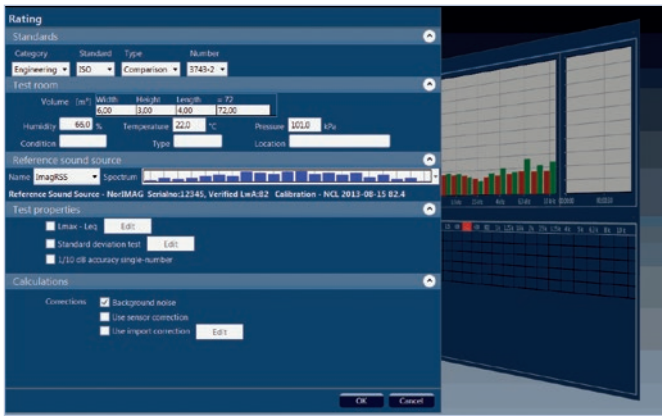 Rating
Standards
Category Standard Type Number
Engineering ISO Comparison 3743-2
Test room
Volume [m³] Width Height Length = 72
6,00 3,00 4,00 72,00
Humidity 66,0 % Temperature 22,0 °C Pressure 101,0 kPa
Condition Type Location
Reference sound source
Name ImagRSS Spectrum
Reference Sound Source - NorIMAG Serialno:12345, Verified LwA:82 Calibration - NCL 2013-08-15 82.4
Test properties
Lmax - Leq Edit
Standard deviation test Edit
1/10 dB accuracy single-number
Calculations
Corrections Background noise
Use sensor correction
Use import correction Edit
OK Cancel